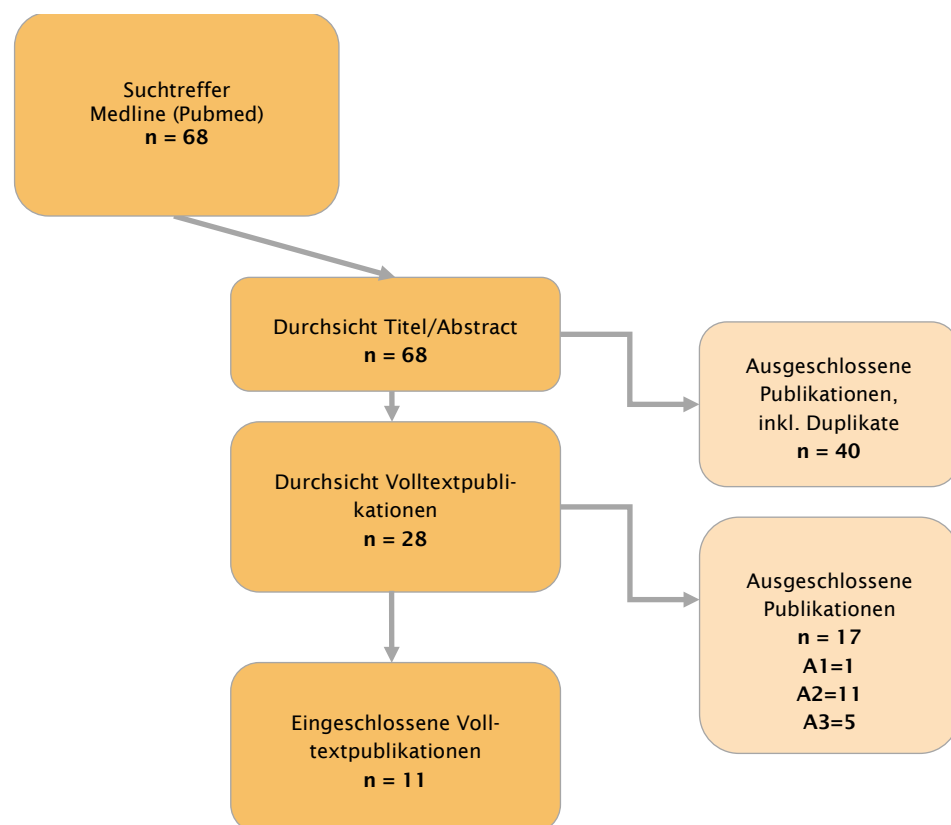 Suchtreffer
Medline (Pubmed)
n = 68
Durchsicht Titel/Abstract
n = 68
Ausgeschlossene
Publikationen,
inkl. Duplikate
n = 40
Durchsicht Volltextpubli-
kationen
n = 28
Ausgeschlossene
Publikationen
n = 17
A1=1
A2=11
A3=5
Eingeschlossene Voll-
textpublikationen
n = 11